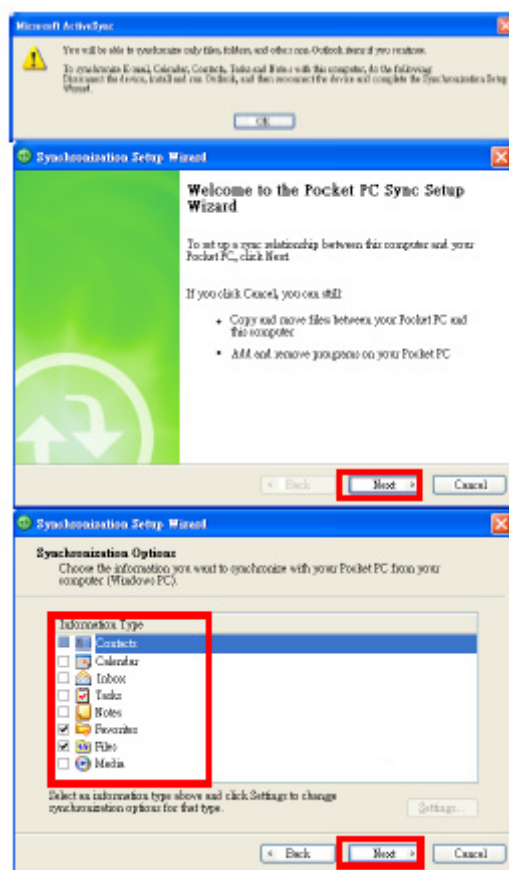 Microsoft ActiveSync
You will be able to synchronize only files, folders, and other non-Outlook items if you continue.
To synchronize E-mail, Calendar, Contacts, Tasks and Notes with this computer, do the following:
Disconnect the device, install and run Outlook, and then reconnect the device and complete the Synchronization Setup
Wizard.
OK
Synchronization Setup Wizard
Welcome to the Pocket PC Sync Setup
Wizard
To set up a sync relationship between this computer and your
Pocket PC, click Next.
If you click Cancel, you can still:
• Copy and move files between your Pocket PC and
this computer
• Add and remove programs on your Pocket PC
< Back
Next >
Cancel
Synchronization Setup Wizard
Synchronization Options
Choose the information you want to synchronize with your Pocket PC from your
computer (Windows PC).
Information Type
Contacts
Calendar
Inbox
Tasks
Notes
Favorites
Files
Media
Select an information type above and click Settings to change
synchronization options for that type.
Settings...
< Back
Next >
Cancel